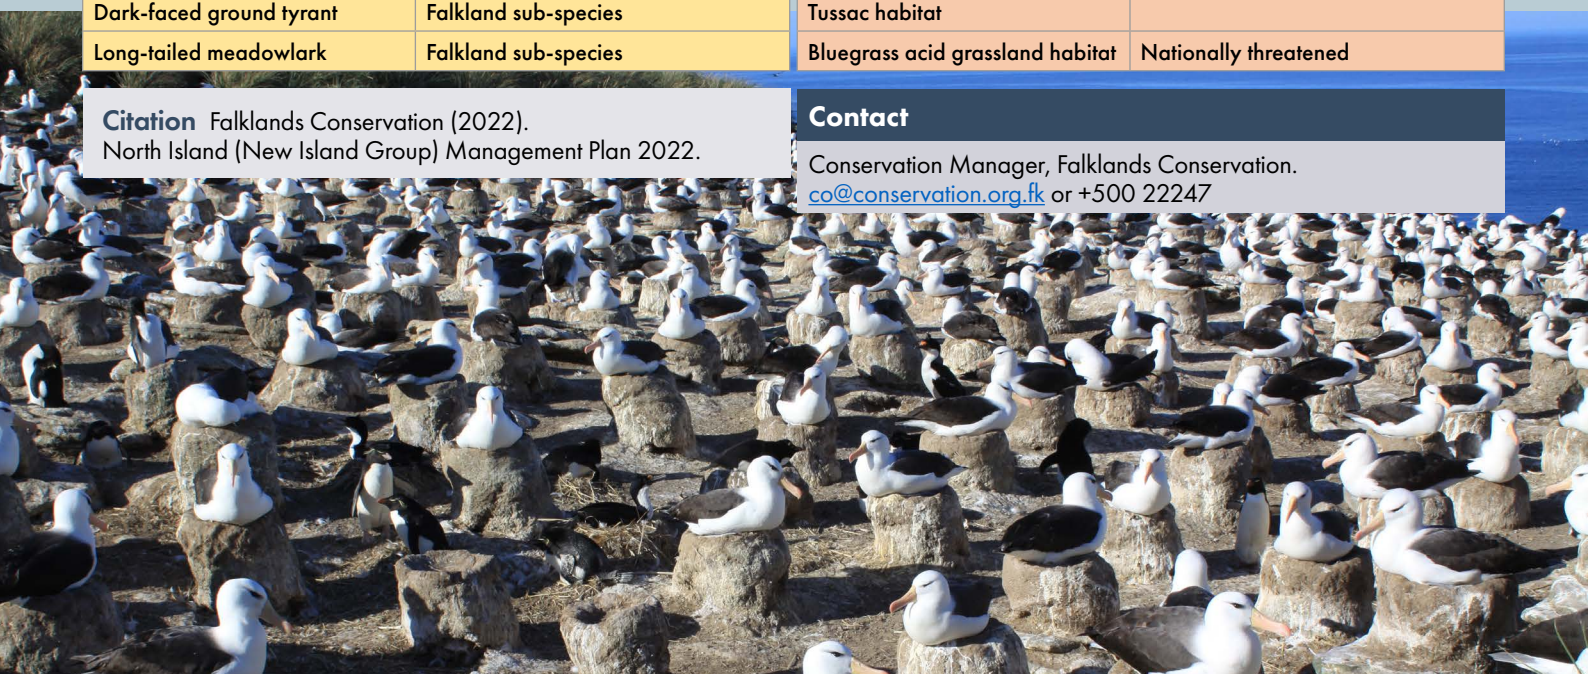 Dark-faced ground tyrant Falkland sub-species
Long-tailed meadowlark Falkland sub-species
Tussac habitat
Bluegrass acid grassland habitat Nationally threatened
Citation Falklands Conservation (2022).
North Island (New Island Group) Management Plan 2022.
Contact
Conservation Manager, Falklands Conservation.
co@conservation.org.fk or +500 22247